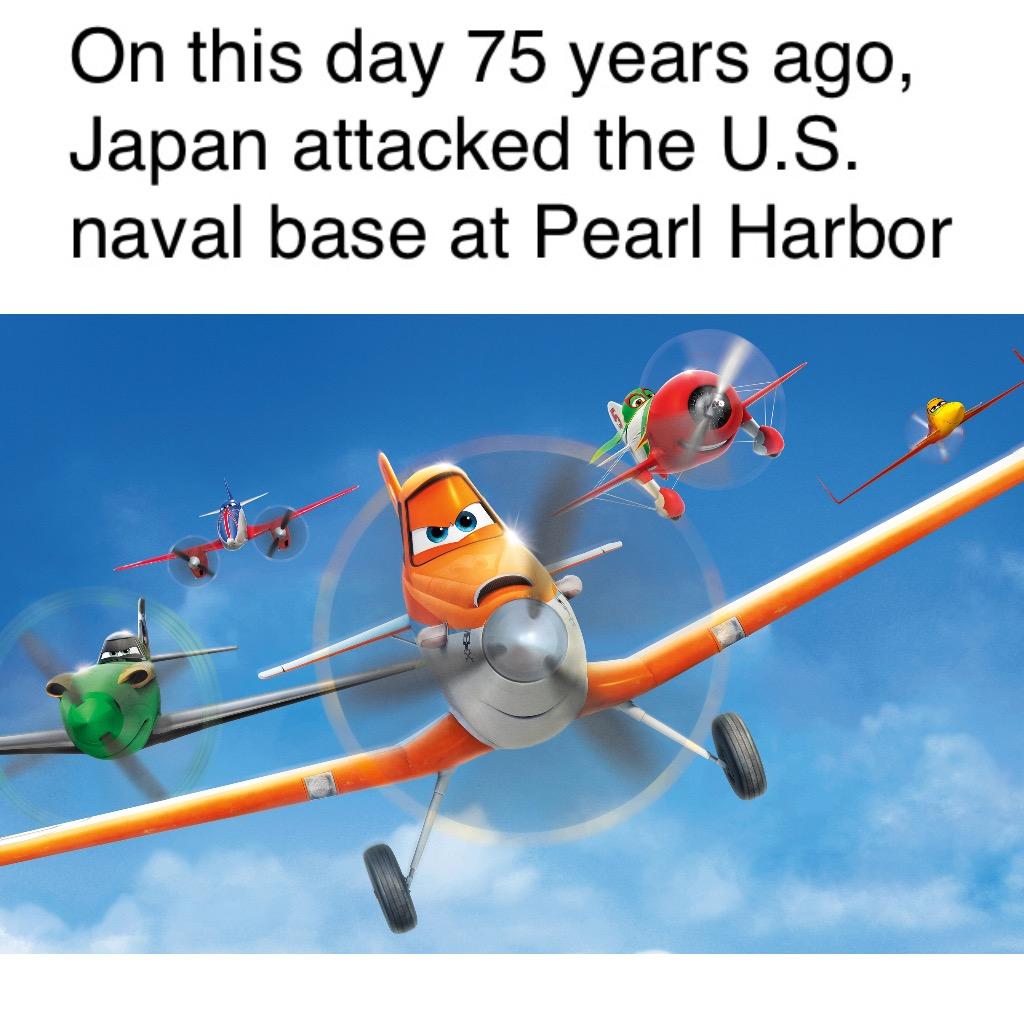 On this day 75 years ago,
Japan attacked the U.S.
naval base at Pearl Harbor